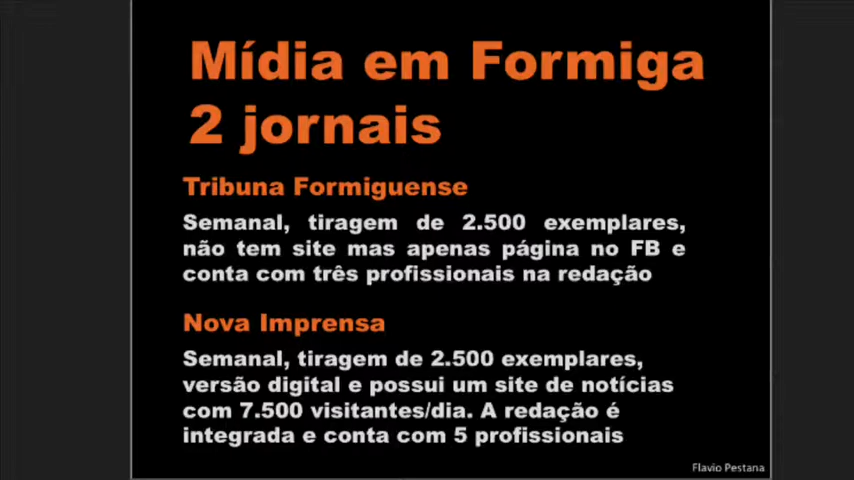 Mídia em Formiga
2 jornais
Tribuna Formiguense
Semanal, tiragem de 2.500 exemplares,
não tem site mas apenas página no FB e
conta com três profissionais na redação
Nova Imprensa
Semanal, tiragem de 2.500 exemplares,
versão digital e possui um site de notícias
com 7.500 visitantes/dia. A redação é
integrada e conta com 5 profissionais
Flavio Pestana